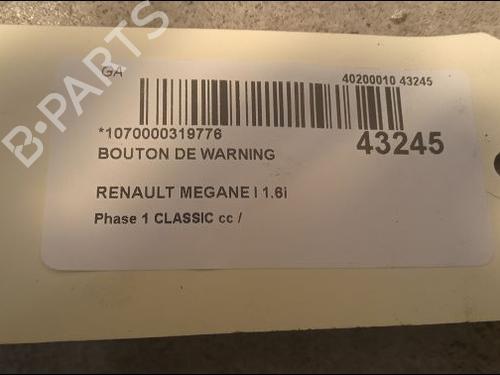 B-PARTS
GA
40200010 43245
*1070000319776
43245
BOUTON DE WARNING
RENAULT MEGANE I 1.6i
Phase 1 CLASSIC cc /